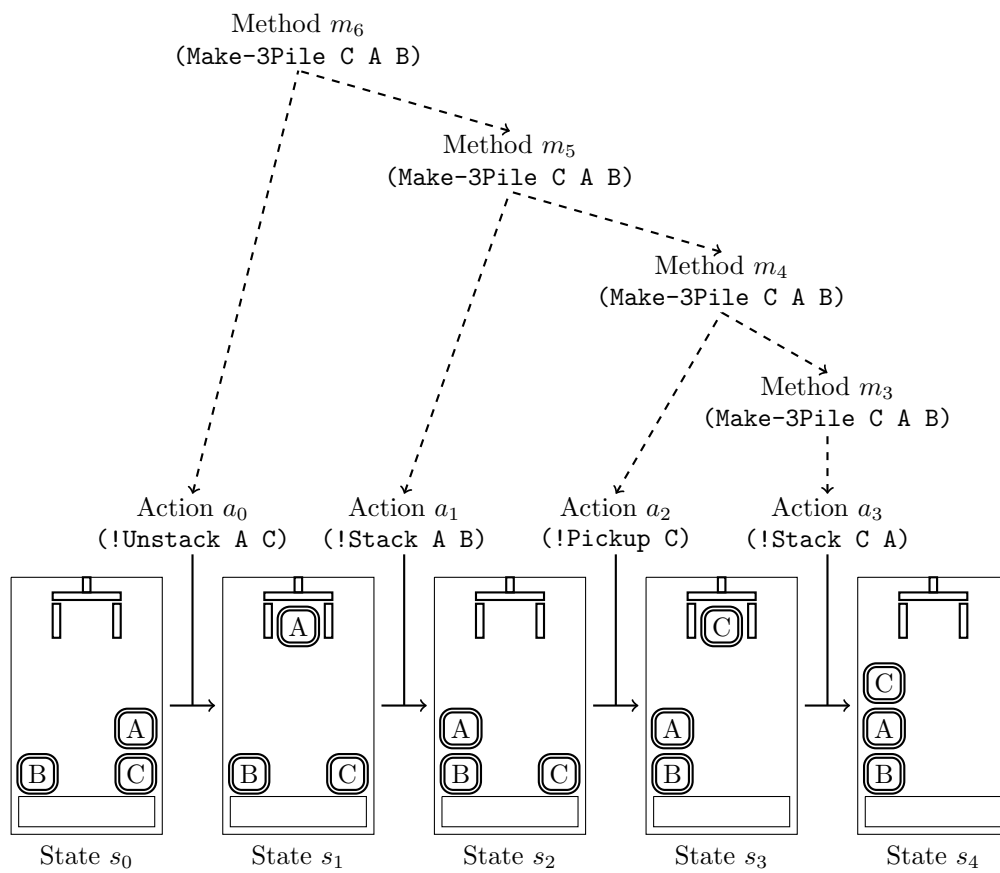 Method m₆
(Make-3Pile C A B)
Method m₅
(Make-3Pile C A B)
Method m₄
(Make-3Pile C A B)
Method m₃
(Make-3Pile C A B)
Action a₀
(!Unstack A C)
Action a₁
(!Stack A B)
Action a₂
(!Pickup C)
Action a₃
(!Stack C A)
A
B
C
State s₀
A
B
C
State s₁
A
B
C
State s₂
C
A
B
State s₃
C
A
B
State s₄